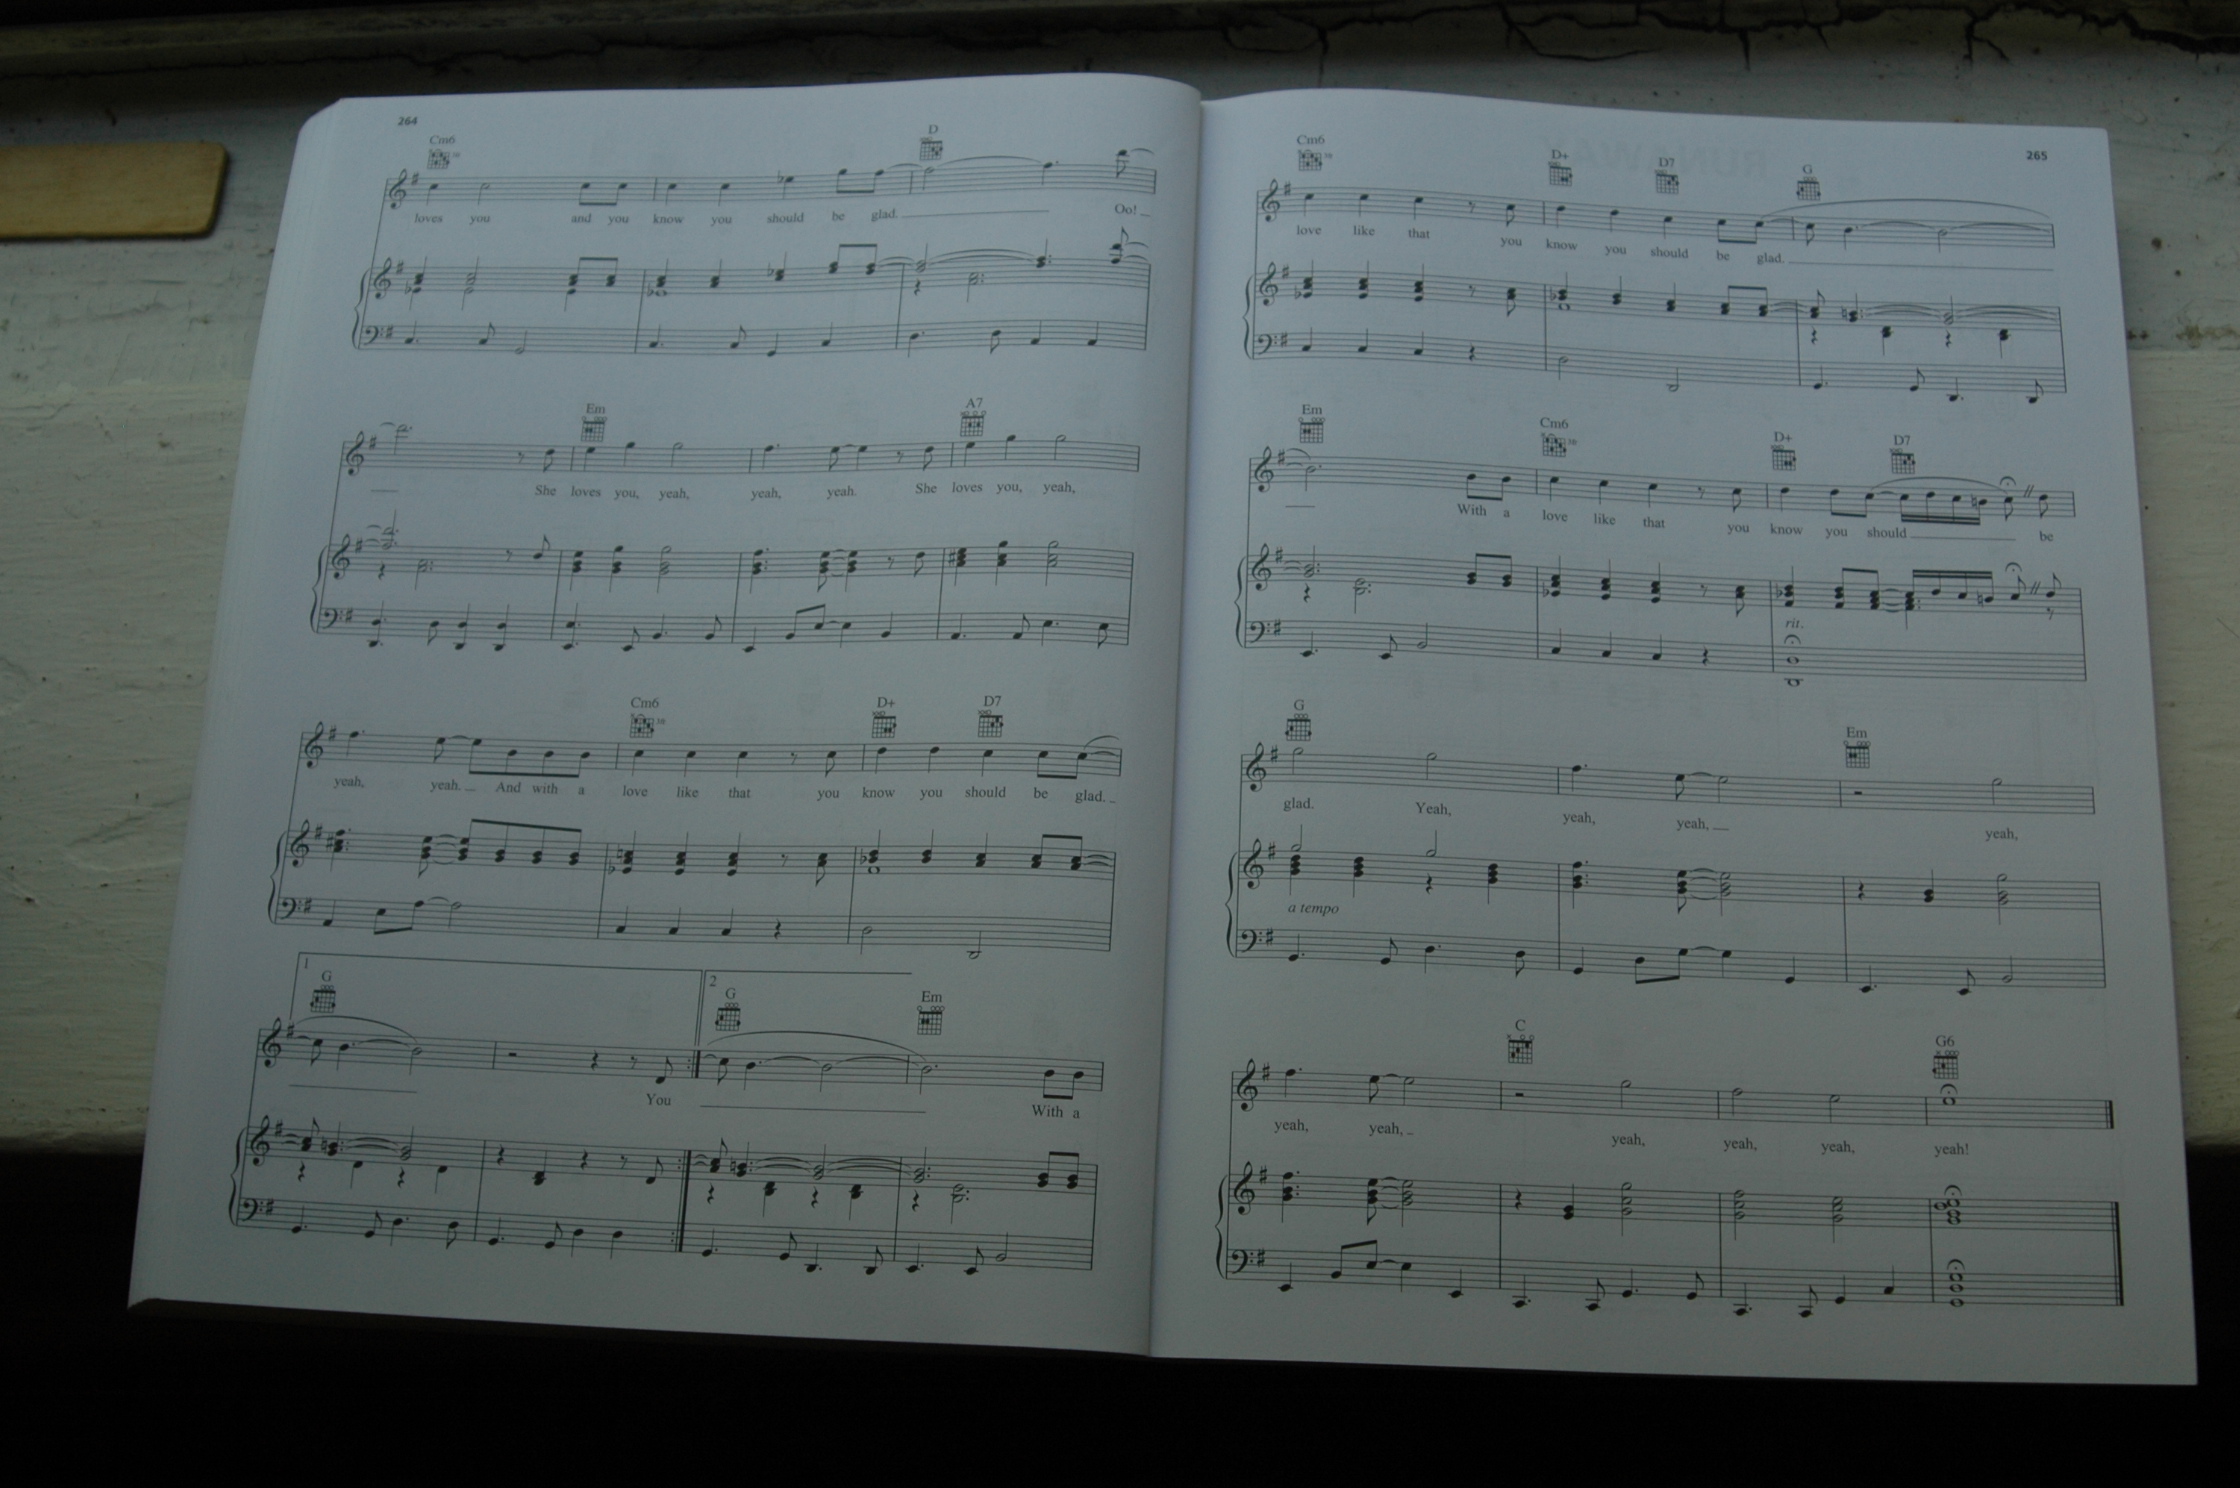 264
Cm6 D
loves you and you know you should be glad. Oo!
Em A7
She loves you, yeah, yeah, yeah. She loves you, yeah,
Cm6 D+ D7
yeah, yeah. And with a love like that you know you should be glad.
1 2
G G Em
You With a
265
Cm6 D+ D7 G
love like that you know you should be glad.
Em Cm6 D+ D7
With a love like that you know you should be
rit.
G Em
glad. Yeah, yeah, yeah, yeah,
a tempo
C G6
yeah, yeah, yeah, yeah, yeah, yeah!